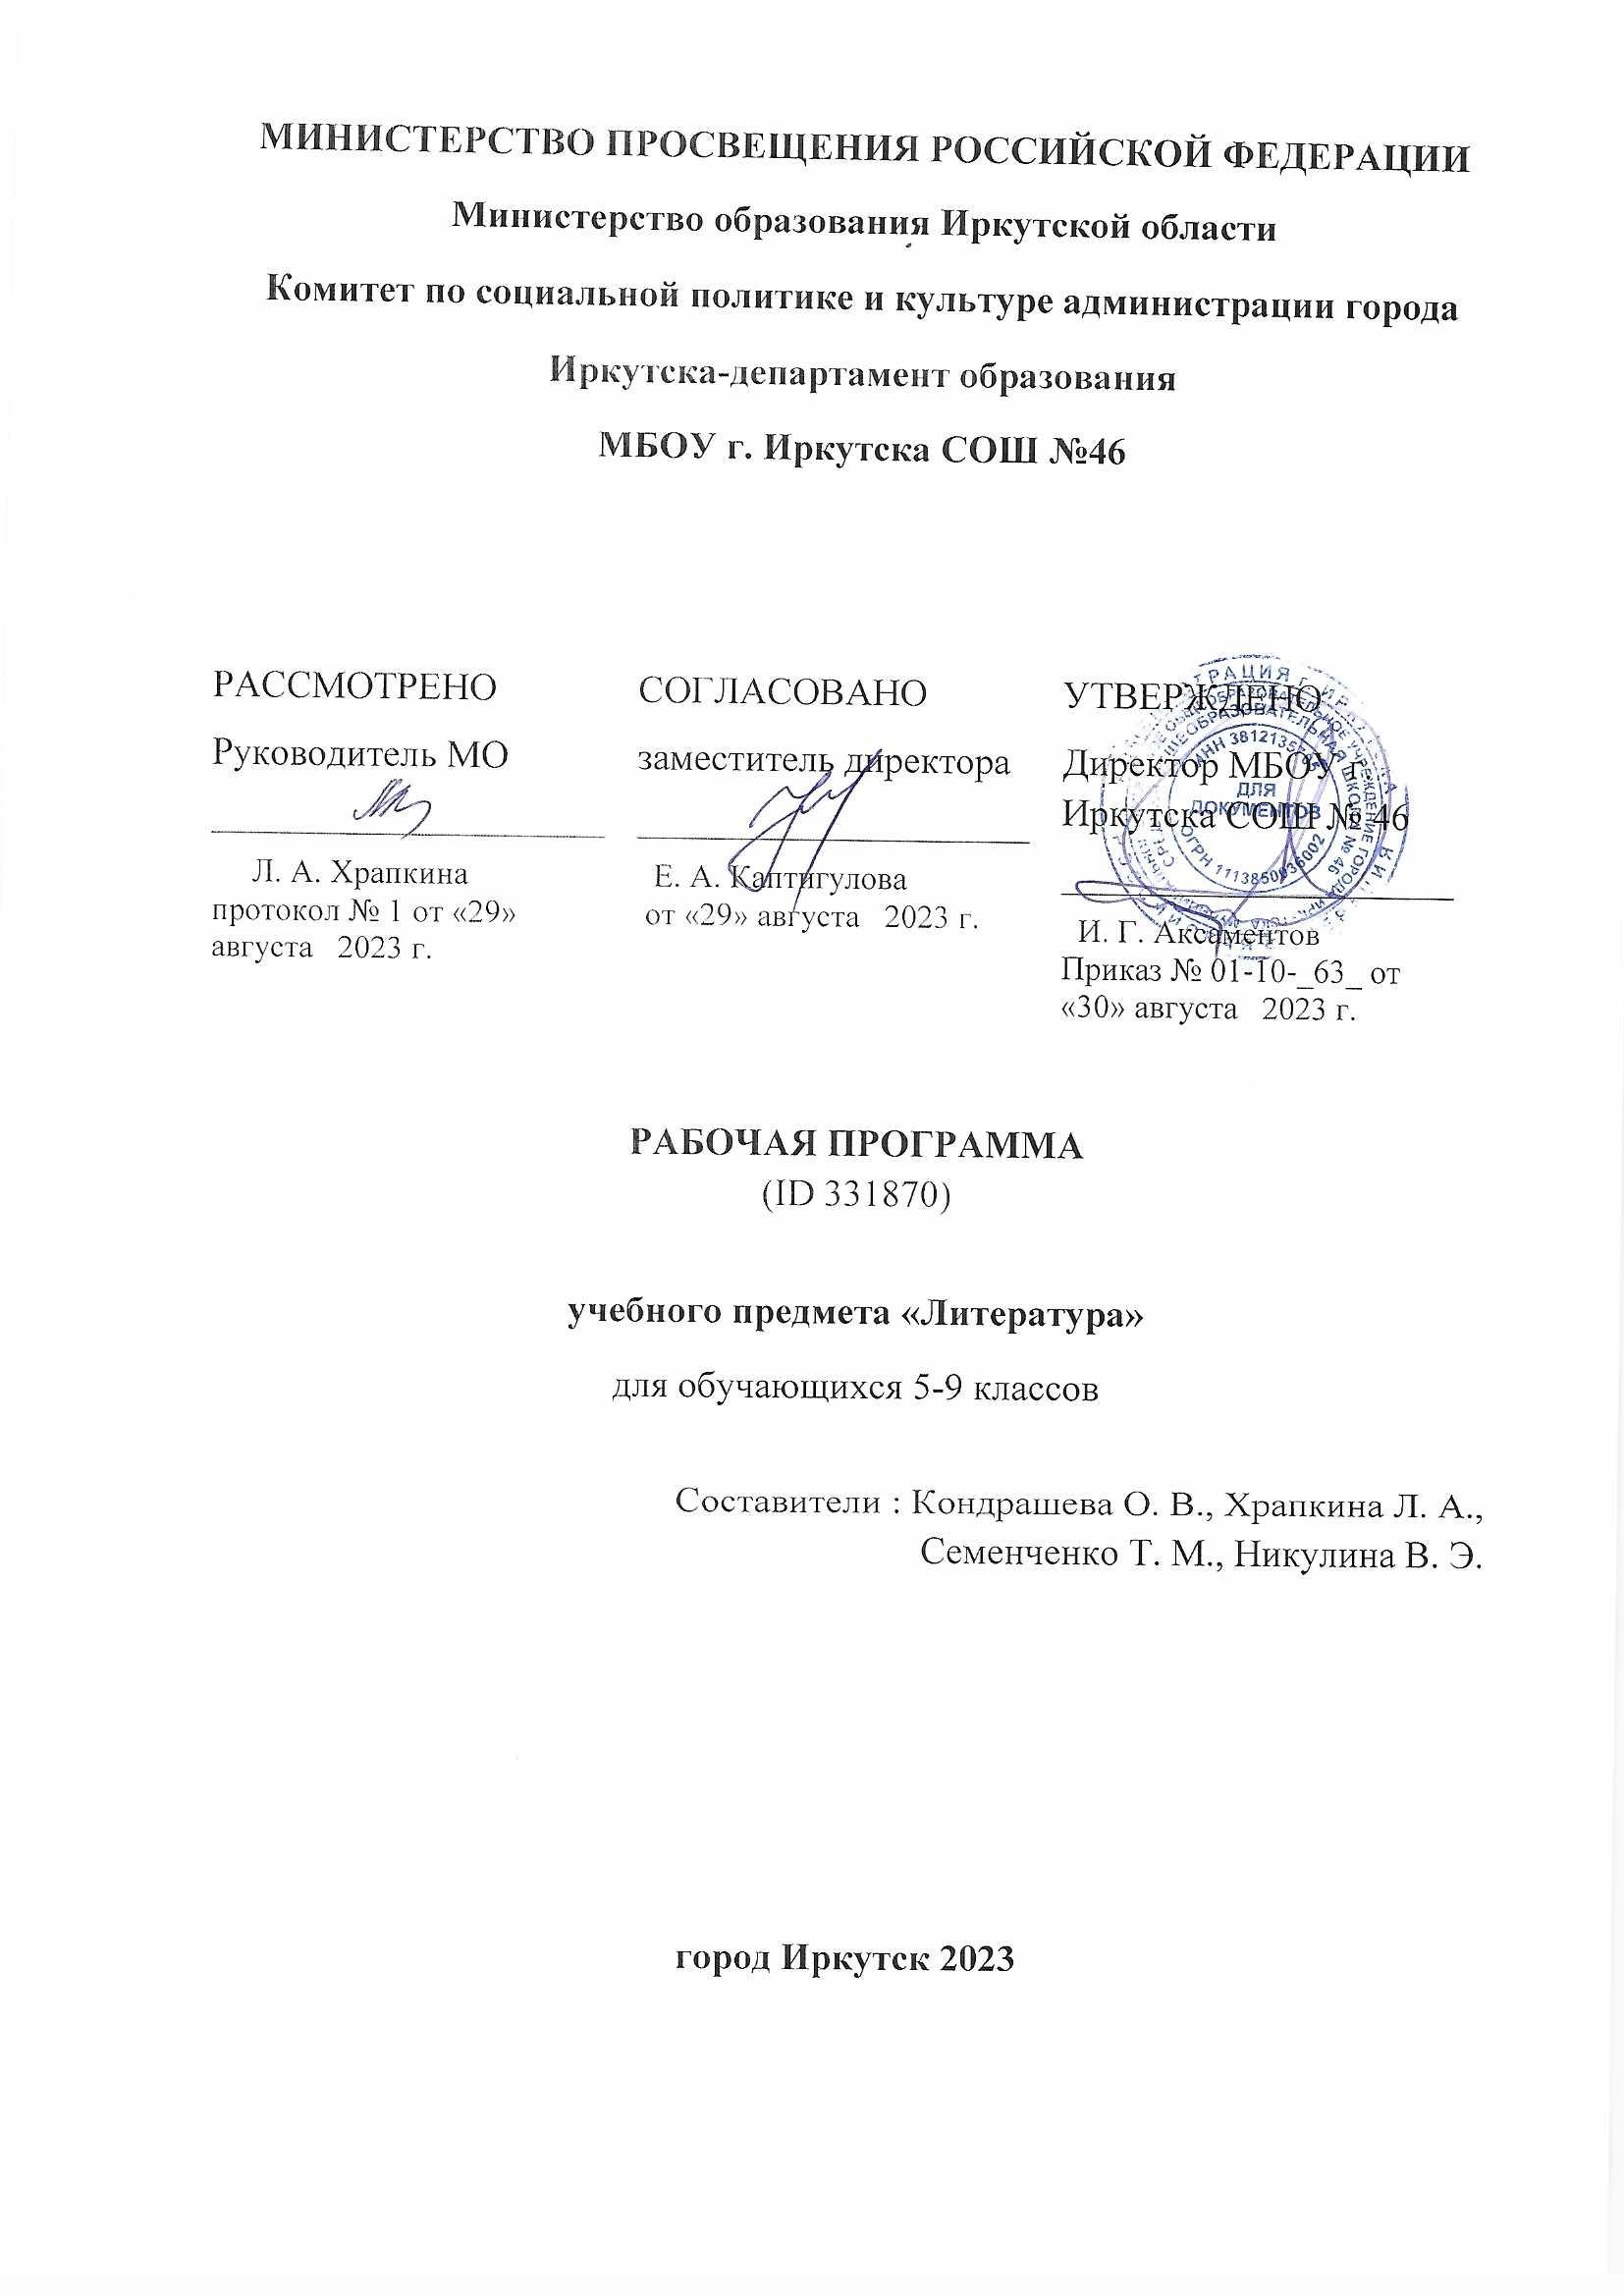 МИНИСТЕРСТВО ПРОСВЕЩЕНИЯ РОССИЙСКОЙ ФЕДЕРАЦИИ
Министерство образования Иркутской области
Комитет по социальной политике и культуре администрации города
Иркутска-департамент образования
МБОУ г. Иркутска СОШ №46
РАССМОТРЕНО
Руководитель МО
Л. А. Храпкина
протокол № 1 от «29»
августа 2023 г.
СОГЛАСОВАНО
заместитель директора
Е. А. Каптигулова
от «29» августа 2023 г.
УТВЕРЖДЕНО
Директор МБОУ г.
Иркутска СОШ № 46
И. Г. Аксаментов
Приказ № 01-10-_63_ от
«30» августа 2023 г.
ДЛЯ
ДОКУМЕНТОВ
ОГРН 1113850036002
РАБОЧАЯ ПРОГРАММА
(ID 331870)
учебного предмета «Литература»
для обучающихся 5-9 классов
Составители : Кондрашева О. В., Храпкина Л. А.,
Семенченко Т. М., Никулина В. Э.
город Иркутск 2023